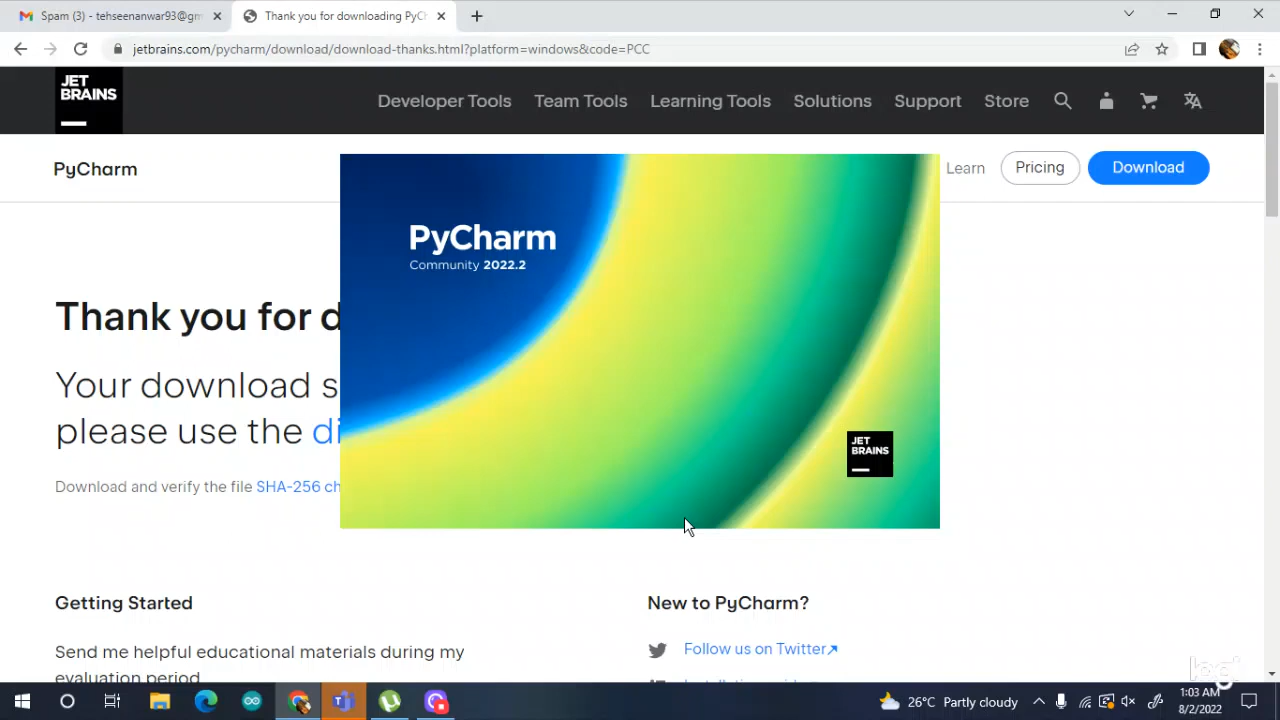 Spam (3) - tehseenanwar93@gm
Thank you for downloading PyCh
jetbrains.com/pycharm/download/download-thanks.html?platform=windows&code=PCC
JET
BRAINS
Developer Tools
Team Tools
Learning Tools
Solutions
Support
Store
PyCharm
Learn
Pricing
Download
PyCharm
Community 2022.2
JET
BRAINS
Thank you for d
Your download s
please use the di
Download and verify the file SHA-256 ch
Getting Started
New to PyCharm?
Send me helpful educational materials during my
evaluation period
Follow us on Twitter↗
26°C Partly cloudy
1:03 AM
8/2/2022